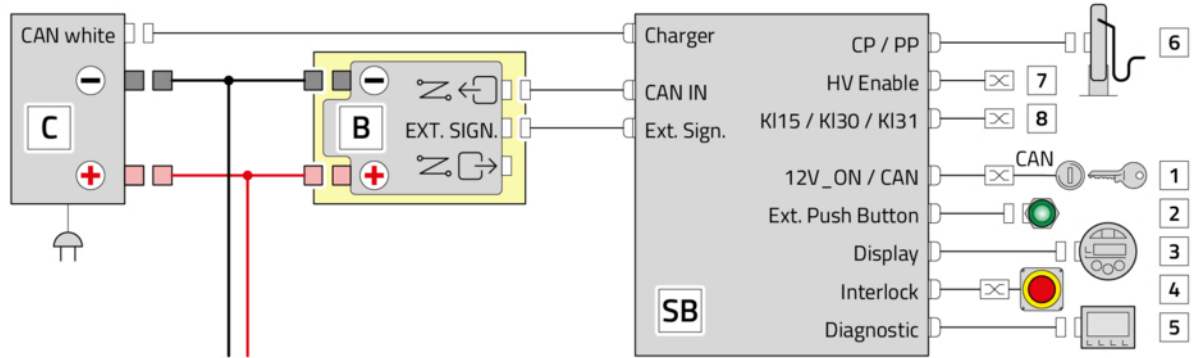 CAN white
C
B
EXT. SIGN.
Charger
CAN IN
Ext. Sign.
SB
CP / PP
HV Enable
Kl15 / Kl30 / Kl31
12V_ON / CAN
Ext. Push Button
Display
Interlock
Diagnostic
CAN
6
7
8
1
2
3
4
5